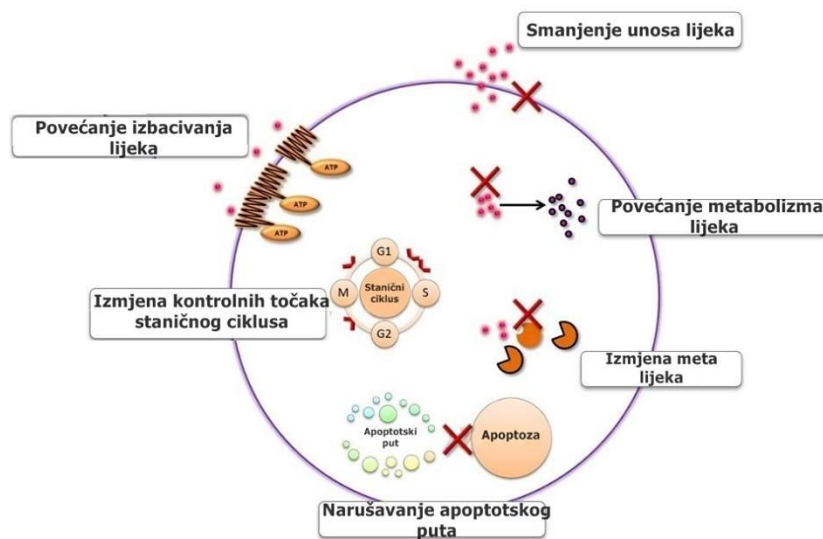 Smanjenje unosa lijeka
Povećanje izbacivanja
lijeka
ATP
ATP
ATP
Povećanje metabolizma
lijeka
G1
M
Stanični
ciklus
S
G2
Izmjena kontrolnih točaka
staničnog ciklusa
Izmjena meta
lijeka
Apoptotski
put
Apoptoza
Narušavanje apoptotskog
puta